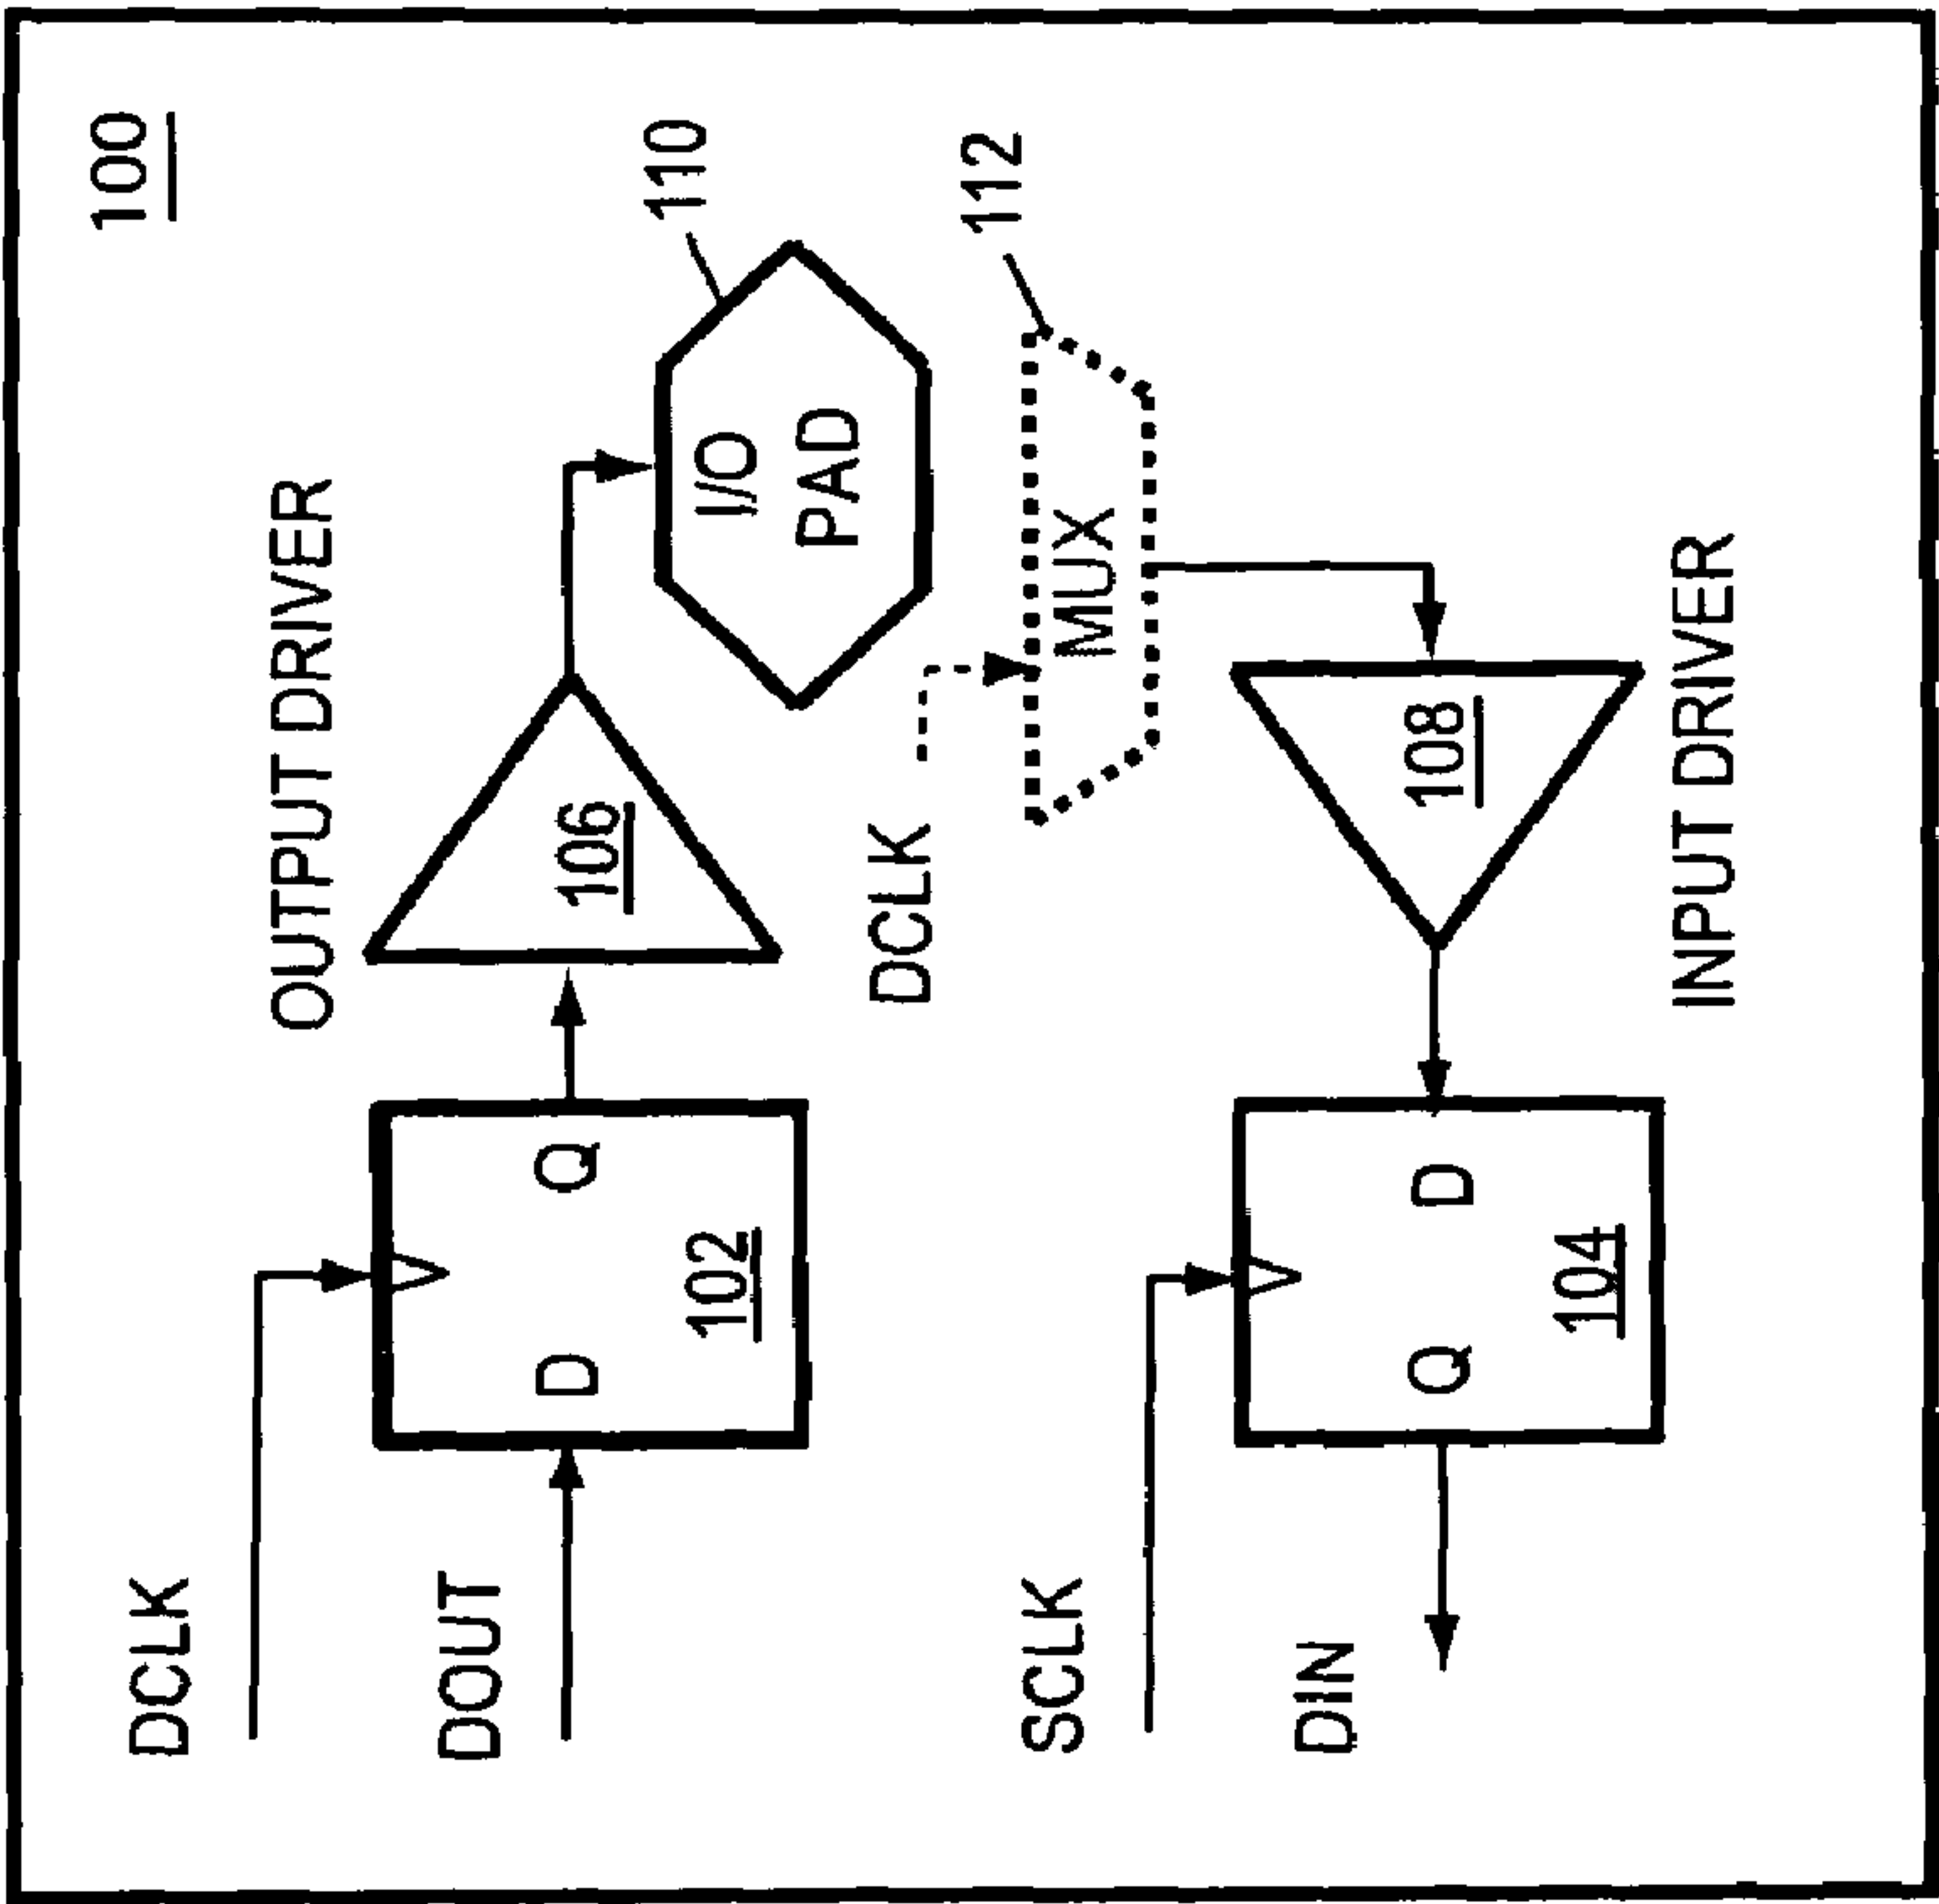 100
OUTPUT DRIVER
DCLK
DOUT
D
Q
102
106
110
I/O
PAD
DCLK
112
MUX
SCLK
DIN
Q
D
104
108
INPUT DRIVER